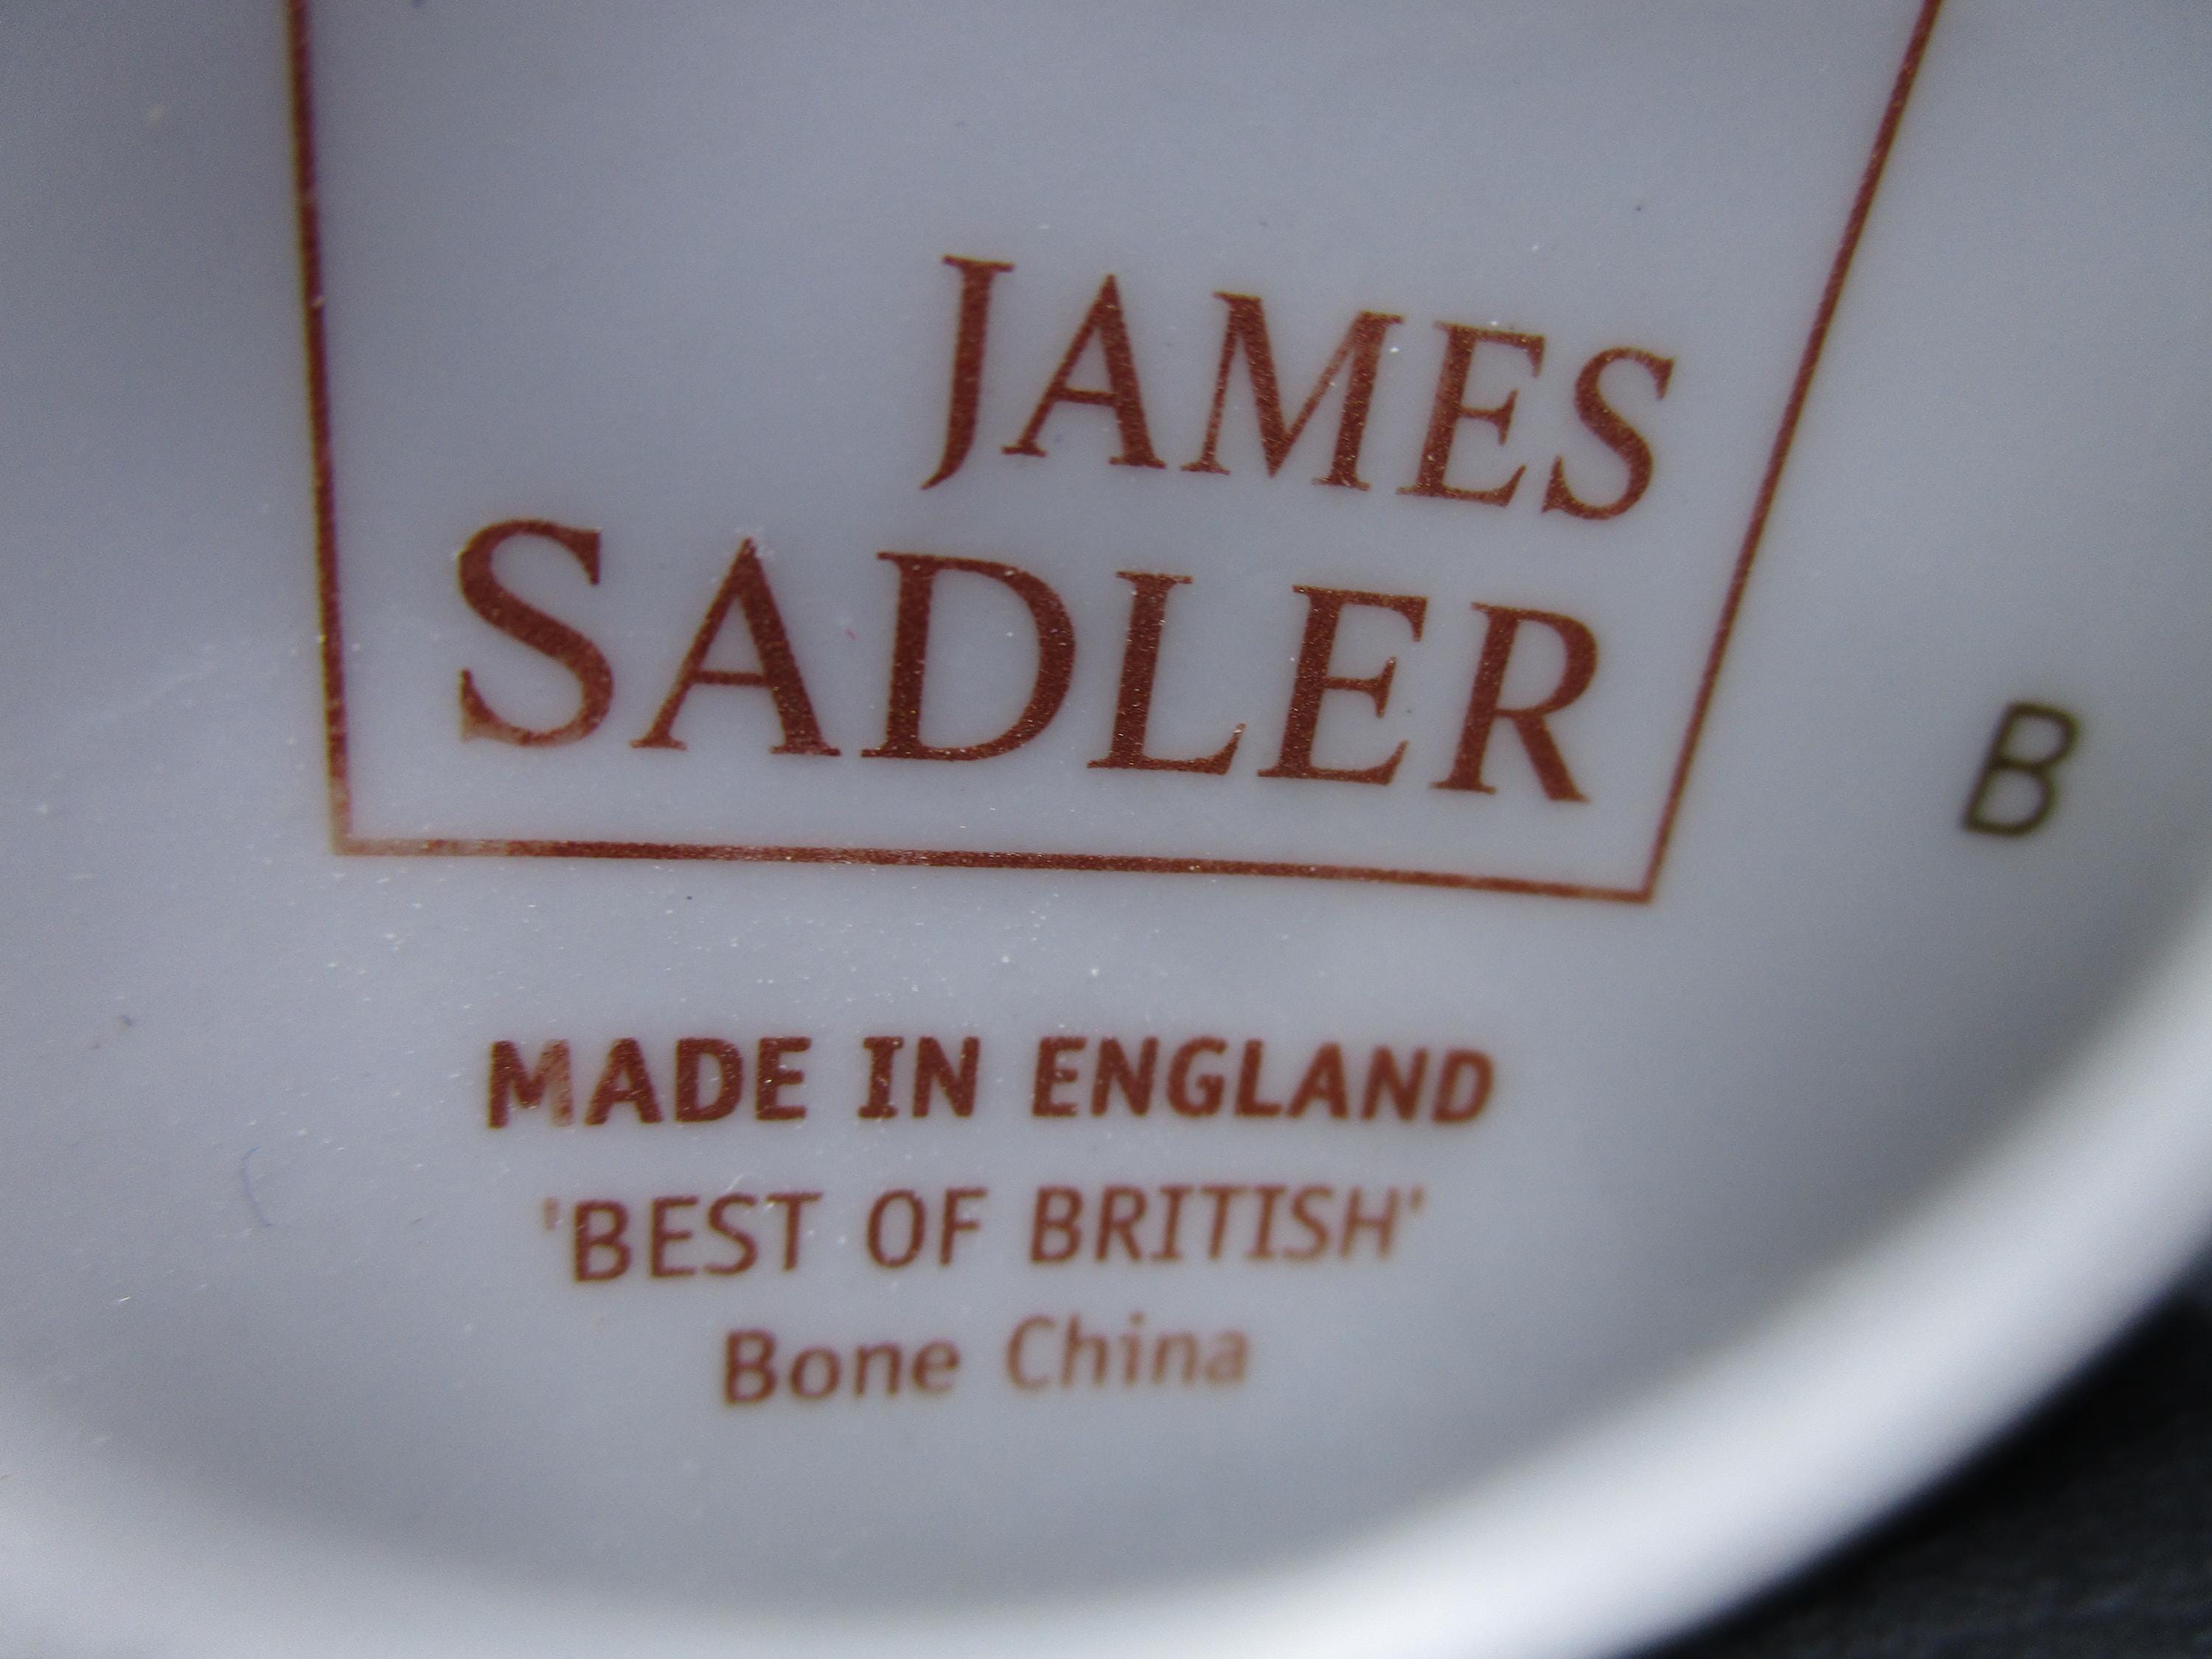 JAMES
SADLER
B
MADE IN ENGLAND
'BEST OF BRITISH'
Bone China